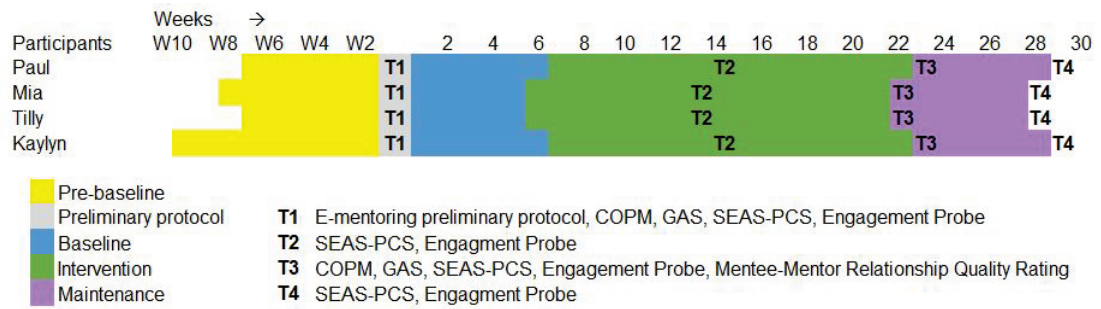 Weeks →
Participants W10 W8 W6 W4 W2 2 4 6 8 10 12 14 16 18 20 22 24 26 28 30
Paul T1 T2 T3 T4
Mia T1 T2 T3 T4
Tilly T1 T2 T3 T4
Kaylyn T1 T2 T3 T4
Pre-baseline
Preliminary protocol T1 E-mentoring preliminary protocol, COPM, GAS, SEAS-PCS, Engagement Probe
Baseline T2 SEAS-PCS, Engagment Probe
Intervention T3 COPM, GAS, SEAS-PCS, Engagement Probe, Mentee-Mentor Relationship Quality Rating
Maintenance T4 SEAS-PCS, Engagment Probe